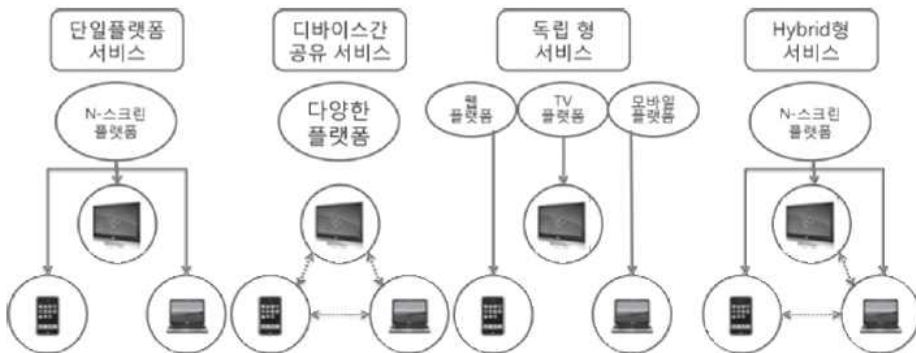 단일플랫폼
서비스
디바이스간
공유 서비스
독립 형
서비스
Hybrid형
서비스
N-스크린
플랫폼
다양한
플랫폼
웹
플랫폼
TV
플랫폼
모바일
플랫폼
N-스크린
플랫폼